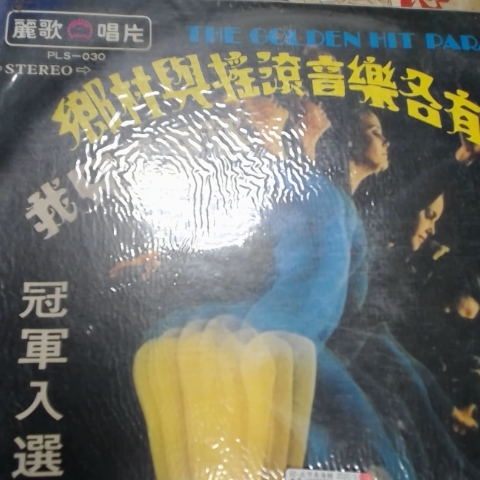 麗歌 唱片
PLS-030
⇦STEREO⇨
THE GOLDEN HIT PARA
鄉村與搖滾音樂各有
我
冠軍入選